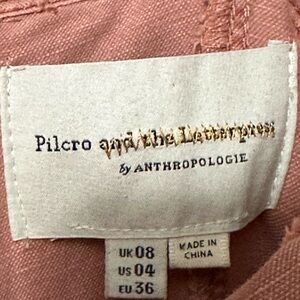 Pilcro and the Letterpress
by ANTHROPOLOGIE
UK 08
US 04
EU 36
MADE IN
CHINA